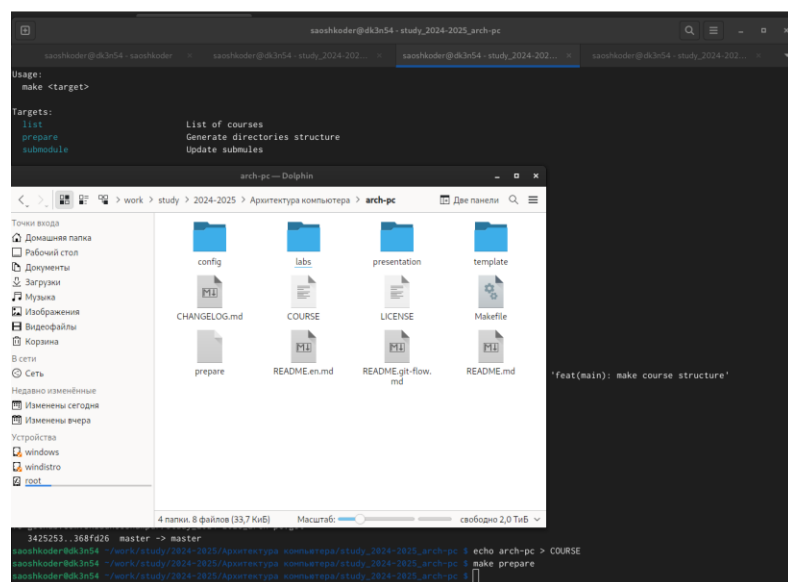 saoshkoder@dk3n54 - study_2024-2025_arch-pc
saoshkoder@dk3n54 - saoshkoder
saoshkoder@dk3n54 - study_2024-202...
saoshkoder@dk3n54 - study_2024-202...
saoshkoder@dk3n54 - study_2024-202...
Usage:
make <target>
Targets:
list List of courses
prepare Generate directories structure
submodule Update submules
arch-pc — Dolphin
work > study > 2024-2025 > Архитектура компьютера > arch-pc
Две панели
Точки входа
Домашняя папка
Рабочий стол
Документы
Загрузки
Музыка
Изображения
Видеофайлы
Корзина
В сети
Сеть
Недавно изменённые
Изменены сегодня
Изменены вчера
Устройства
windows
windistro
root
config
labs
presentation
template
CHANGELOG.md
COURSE
LICENSE
Makefile
prepare
README.en.md
README.git-flow.
md
README.md
4 папки, 8 файлов (33,7 КиБ)
Масштаб:
свободно 2,0 ТиБ
'feat(main): make course structure'
3425253..368fd26 master -> master
saoshkoder@dk3n54 ~/work/study/2024-2025/Архитектура компьютера/study_2024-2025_arch-pc $ echo arch-pc > COURSE
saoshkoder@dk3n54 ~/work/study/2024-2025/Архитектура компьютера/study_2024-2025_arch-pc $ make prepare
saoshkoder@dk3n54 ~/work/study/2024-2025/Архитектура компьютера/study_2024-2025_arch-pc $